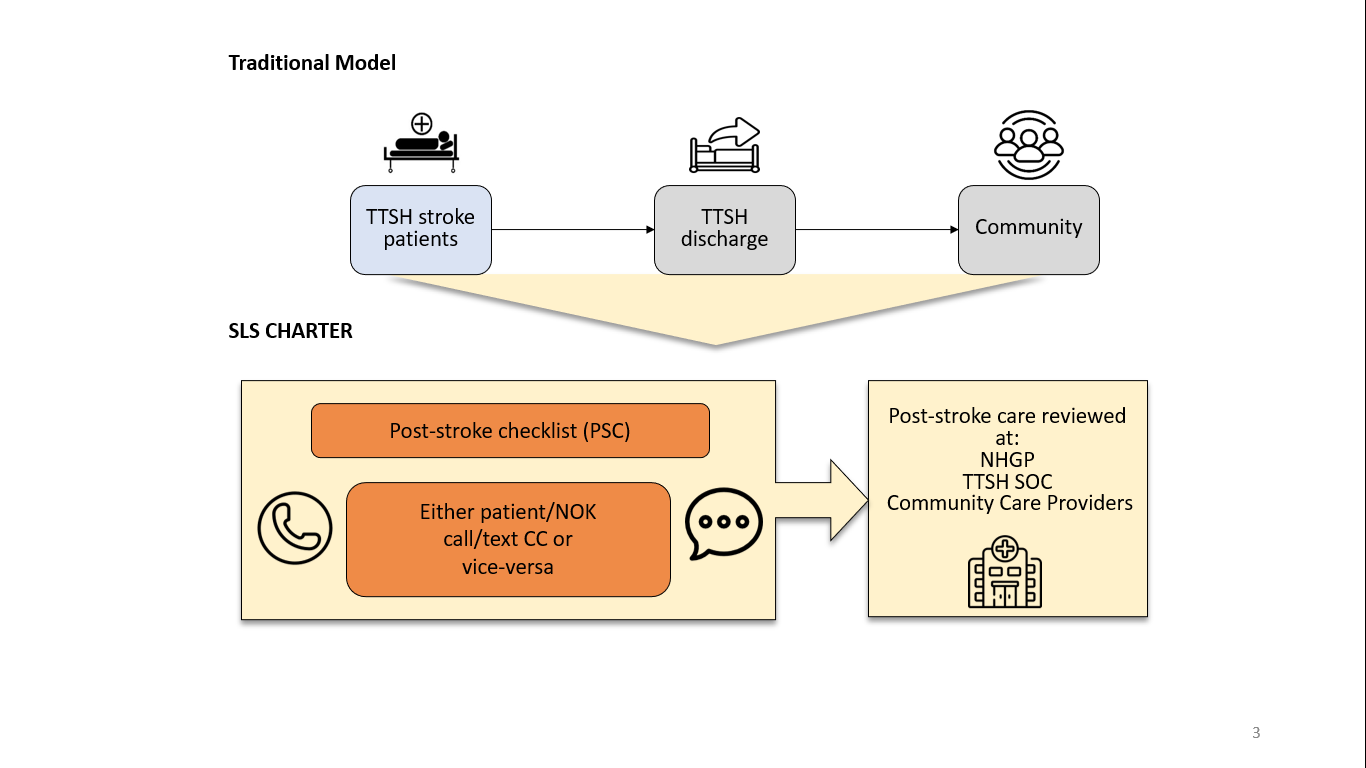 Traditional Model
TTSH stroke
patients
TTSH
discharge
Community
SLS CHARTER
Post-stroke checklist (PSC)
Either patient/NOK
call/text CC or
vice-versa
Post-stroke care reviewed
at:
NHGP
TTSH SOC
Community Care Providers
3